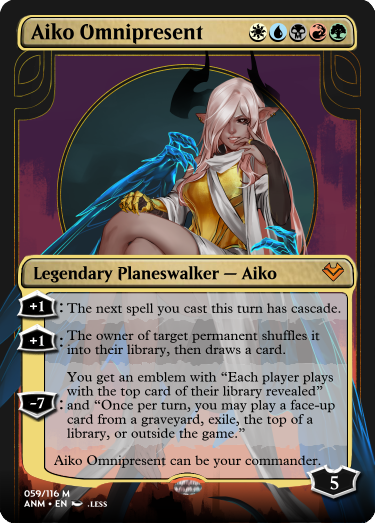 Aiko Omnipresent
Legendary Planeswalker — Aiko
+1: The next spell you cast this turn has cascade.
+1: The owner of target permanent shuffles it
into their library, then draws a card.
-7: You get an emblem with “Each player plays
with the top card of their library revealed”
and “Once per turn, you may play a face-up
card from a graveyard, exile, the top of a
library, or outside the game.”
Aiko Omnipresent can be your commander.
5
059/116 M
ANM • EN .LESS